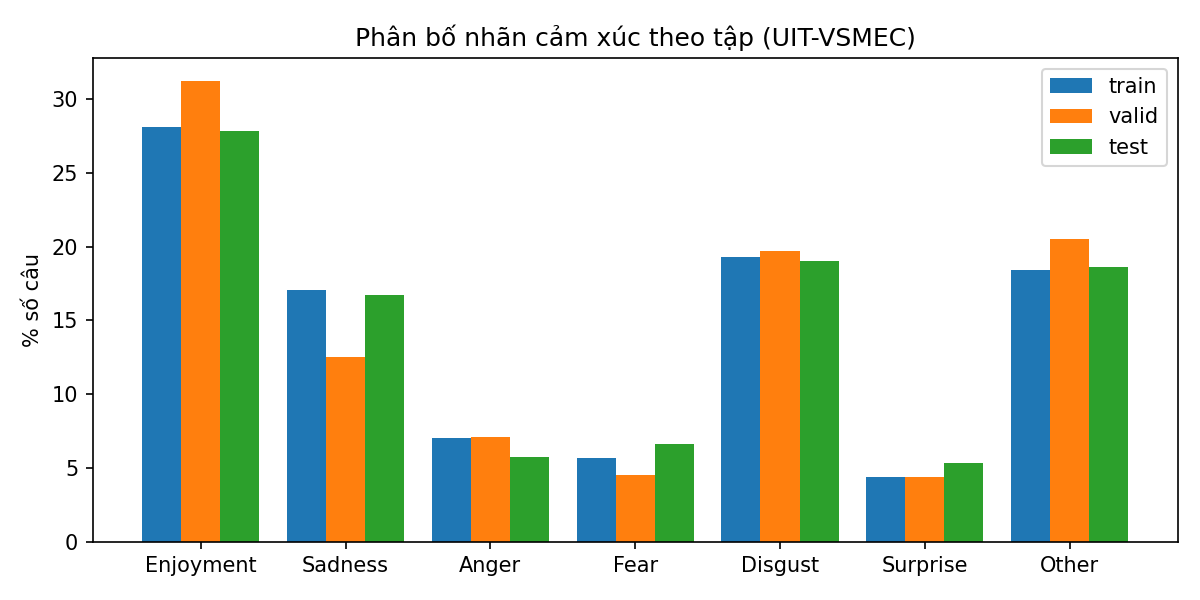 Phân bố nhãn cảm xúc theo tập (UIT-VSMEC)
train
valid
test
% số câu
30
25
20
15
10
5
0
Enjoyment Sadness Anger Fear Disgust Surprise Other